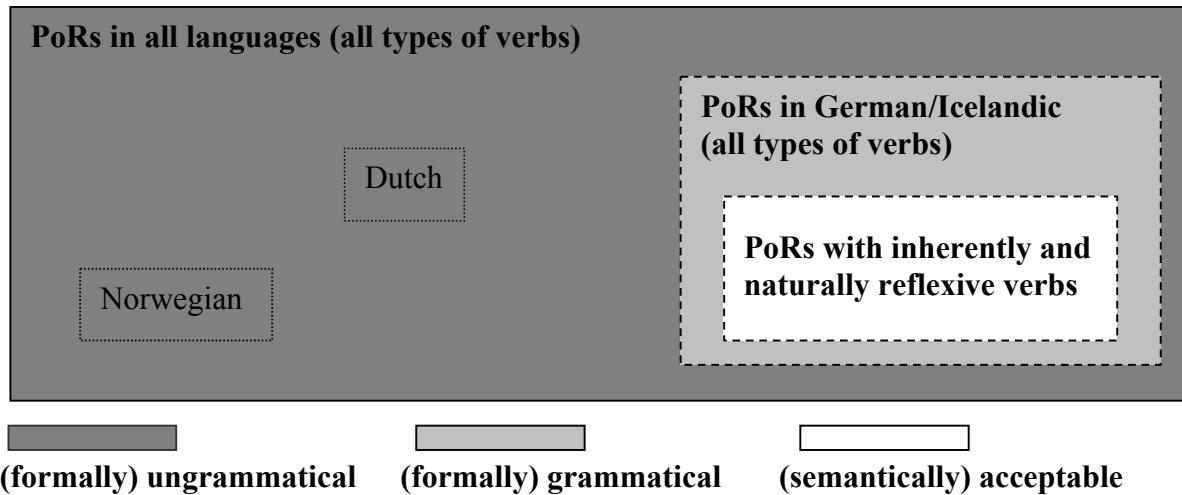 PoRs in all languages (all types of verbs)
PoRs in German/Icelandic
(all types of verbs)
Dutch
PoRs with inherently and
naturally reflexive verbs
Norwegian
(formally) ungrammatical
(formally) grammatical
(semantically) acceptable